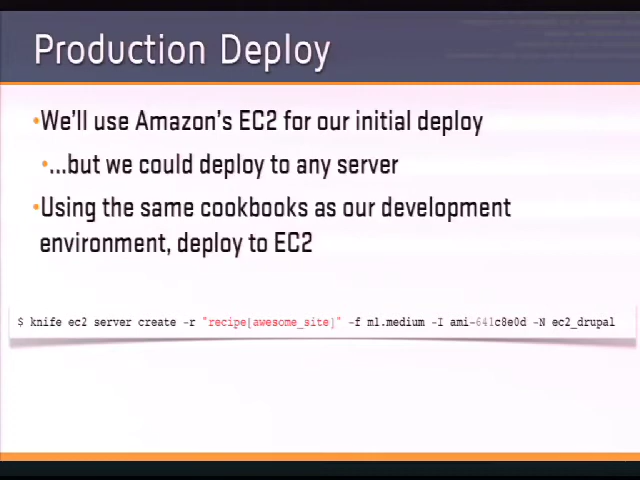 Production Deploy
•We'll use Amazon's EC2 for our initial deploy
•...but we could deploy to any server
•Using the same cookbooks as our development
environment, deploy to EC2
$ knife ec2 server create -r "recipe[awesome_site]" -f m1.medium -I ami-641c8e0d -N ec2_drupal